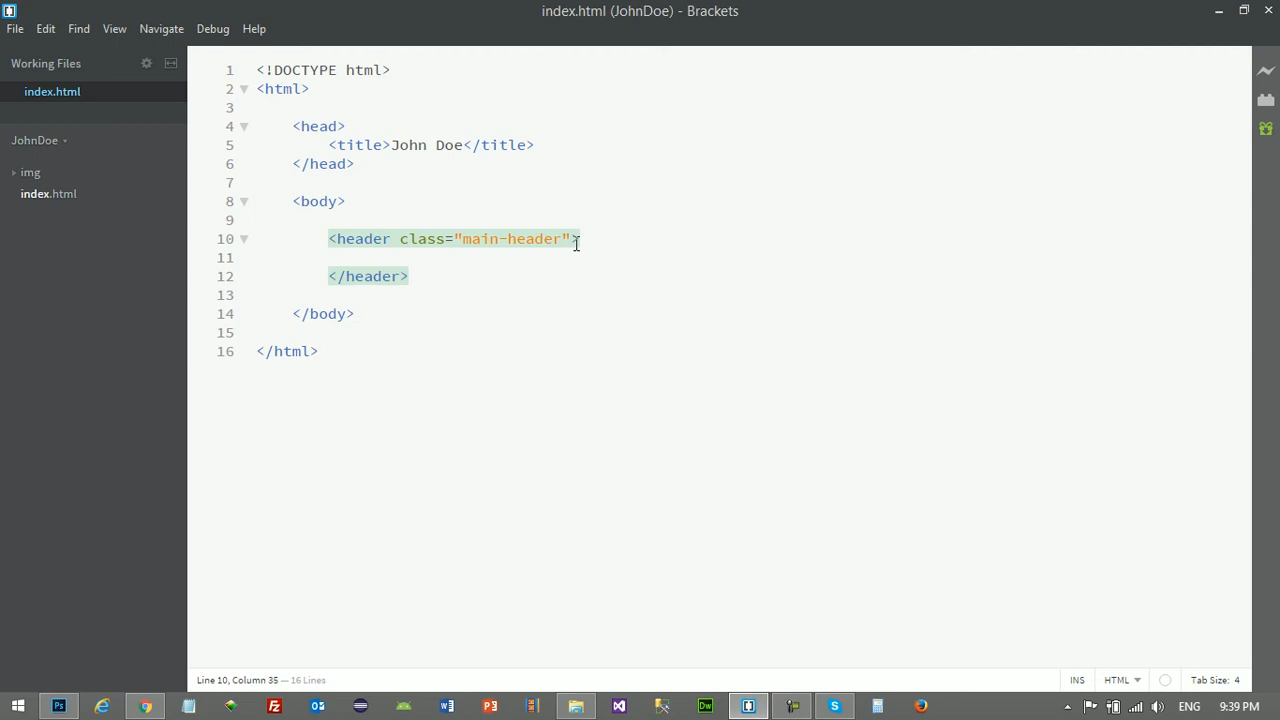 index.html (JohnDoe) - Brackets
File Edit Find View Navigate Debug Help
Working Files
index.html
JohnDoe
img
index.html
1 <!DOCTYPE html>
2 <html>
3
4 <head>
5 <title>John Doe</title>
6 </head>
7
8 <body>
9
10 <header class="main-header">
11
12 </header>
13
14 </body>
15
16 </html>
Line 10, Column 35 — 16 Lines
INS HTML Tab Size: 4
Ps Dw ENG 9:39 PM